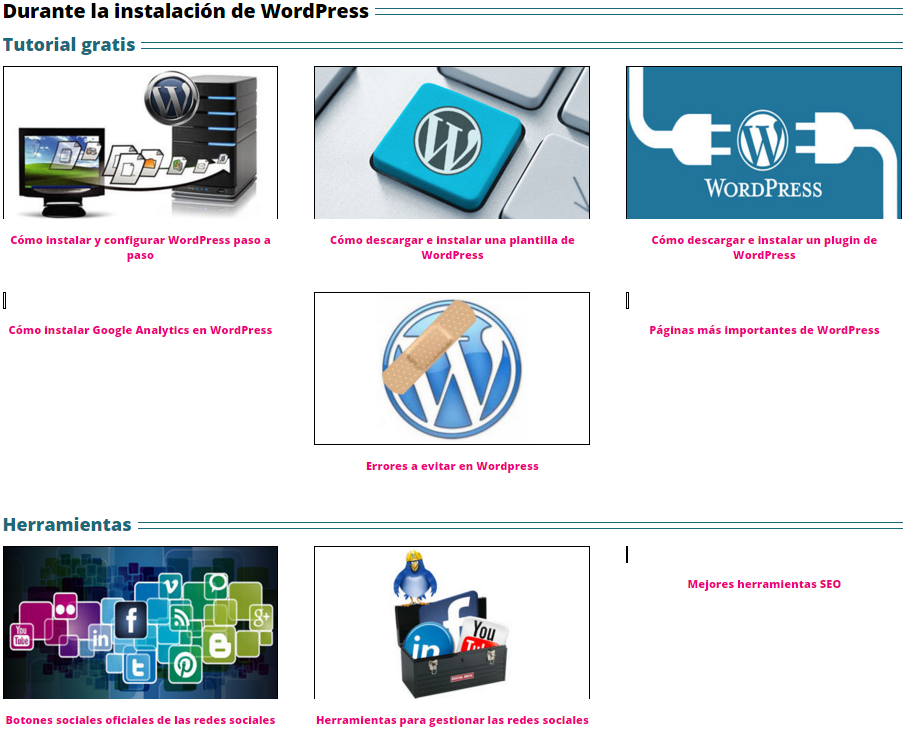 Durante la instalación de WordPress
Tutorial gratis
WORDPRESS
Cómo instalar y configurar WordPress paso a
paso
Cómo descargar e instalar una plantilla de
WordPress
Cómo descargar e instalar un plugin de
WordPress
Cómo instalar Google Analytics en WordPress
Páginas más importantes de WordPress
Errores a evitar en Wordpress
Herramientas
You
Tube
in
f
g+
You
in
Mejores herramientas SEO
Botones sociales oficiales de las redes sociales
Herramientas para gestionar las redes sociales